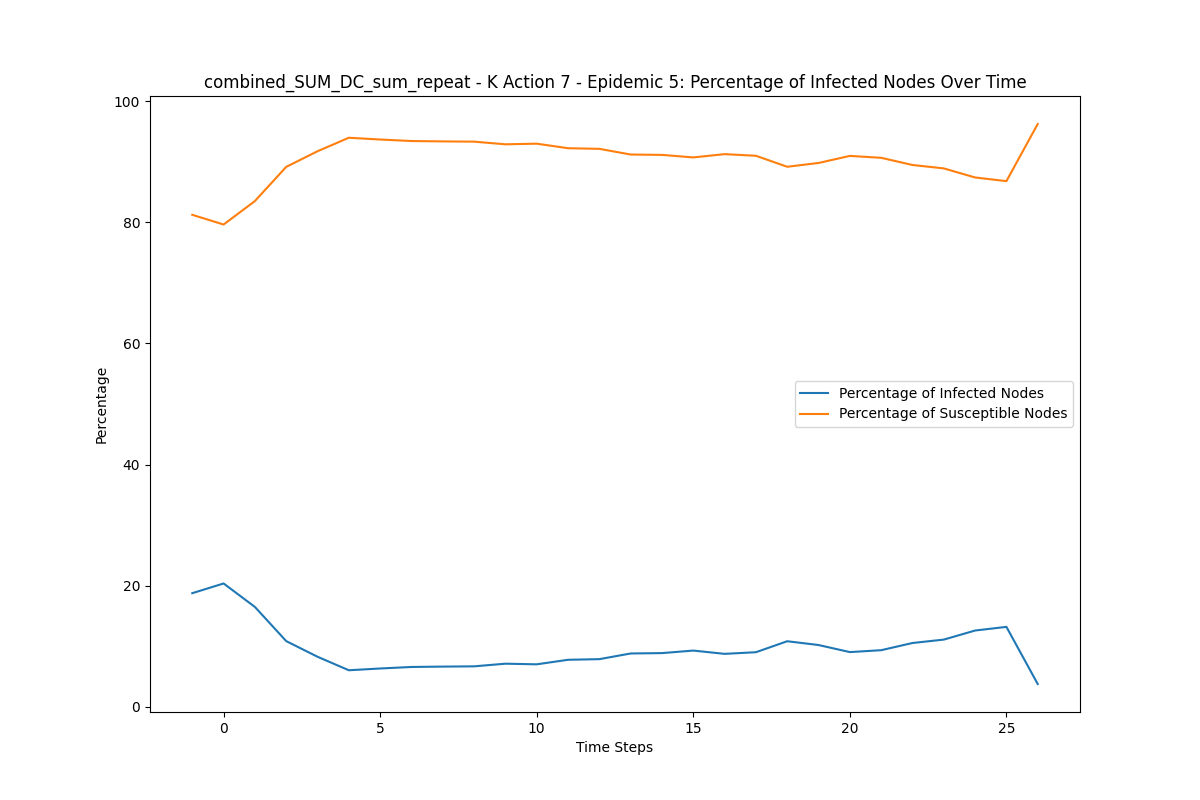 combined_SUM_DC_sum_repeat - K Action 7 - Epidemic 5: Percentage of Infected Nodes Over Time
100
80
60
40
20
0
Percentage
Percentage of Infected Nodes
Percentage of Susceptible Nodes
0 5 10 15 20 25
Time Steps